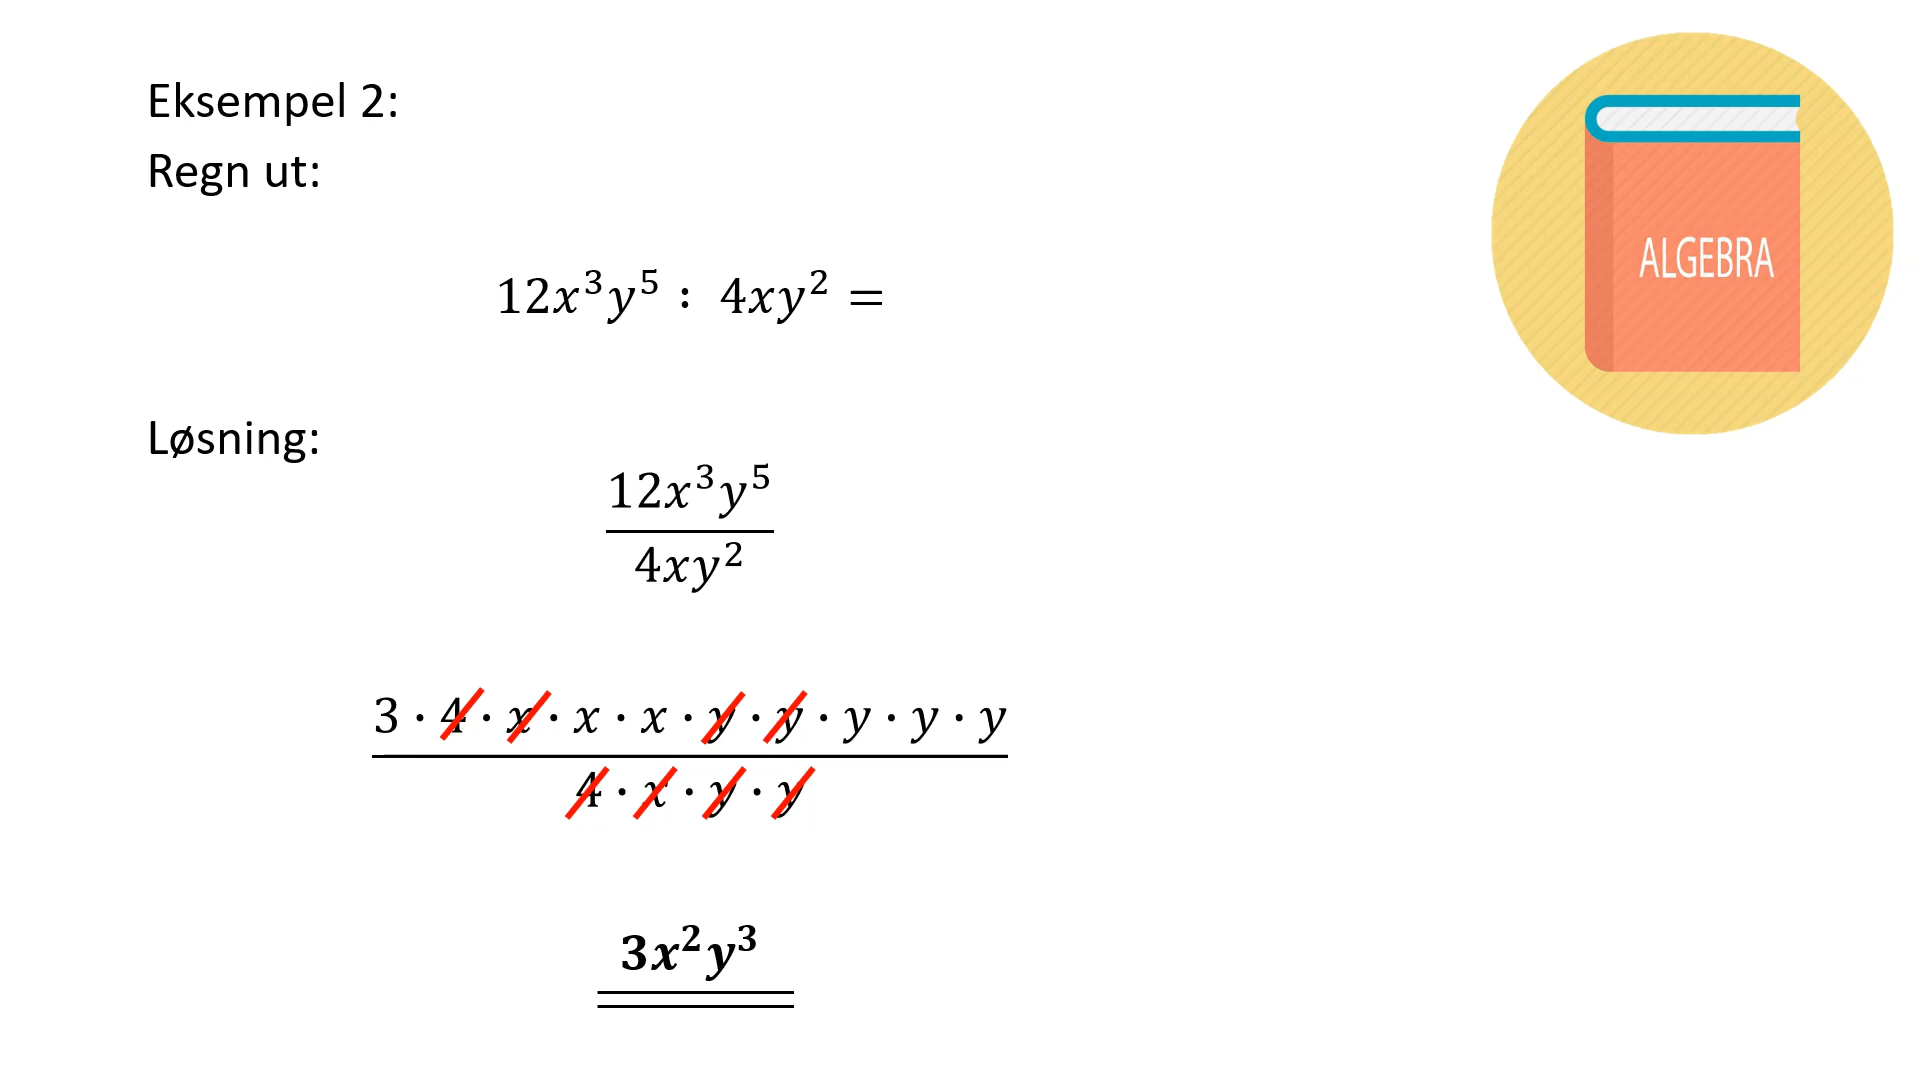 Eksempel 2:
Regn ut:
ALGEBRA
12x³y⁵ : 4xy² =
Løsning:
12x³y⁵
4xy²
3 · 4 · x · x · x · y · y · y · y · y
4 · x · y · y
3x²y³